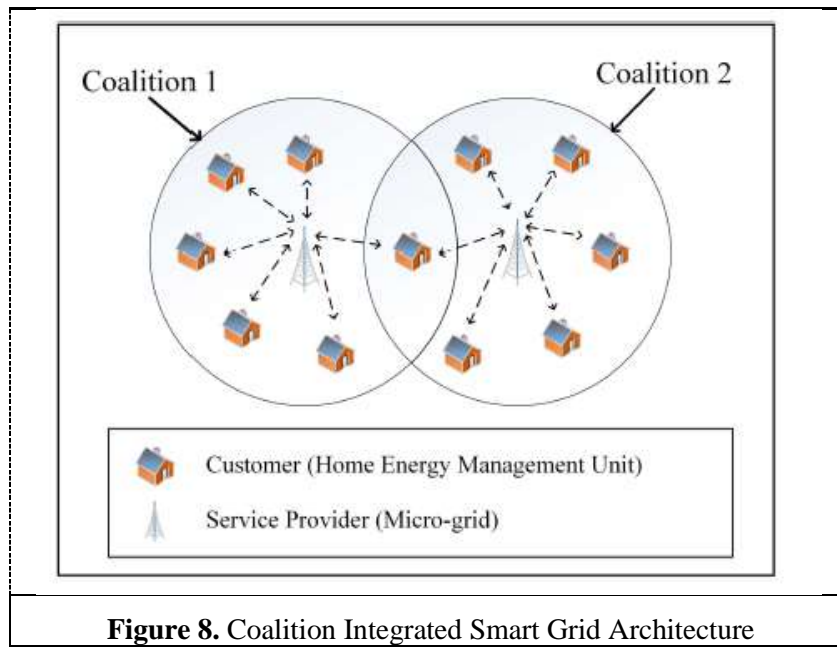 Coalition 1
Coalition 2
Customer (Home Energy Management Unit)
Service Provider (Micro-grid)
Figure 8. Coalition Integrated Smart Grid Architecture